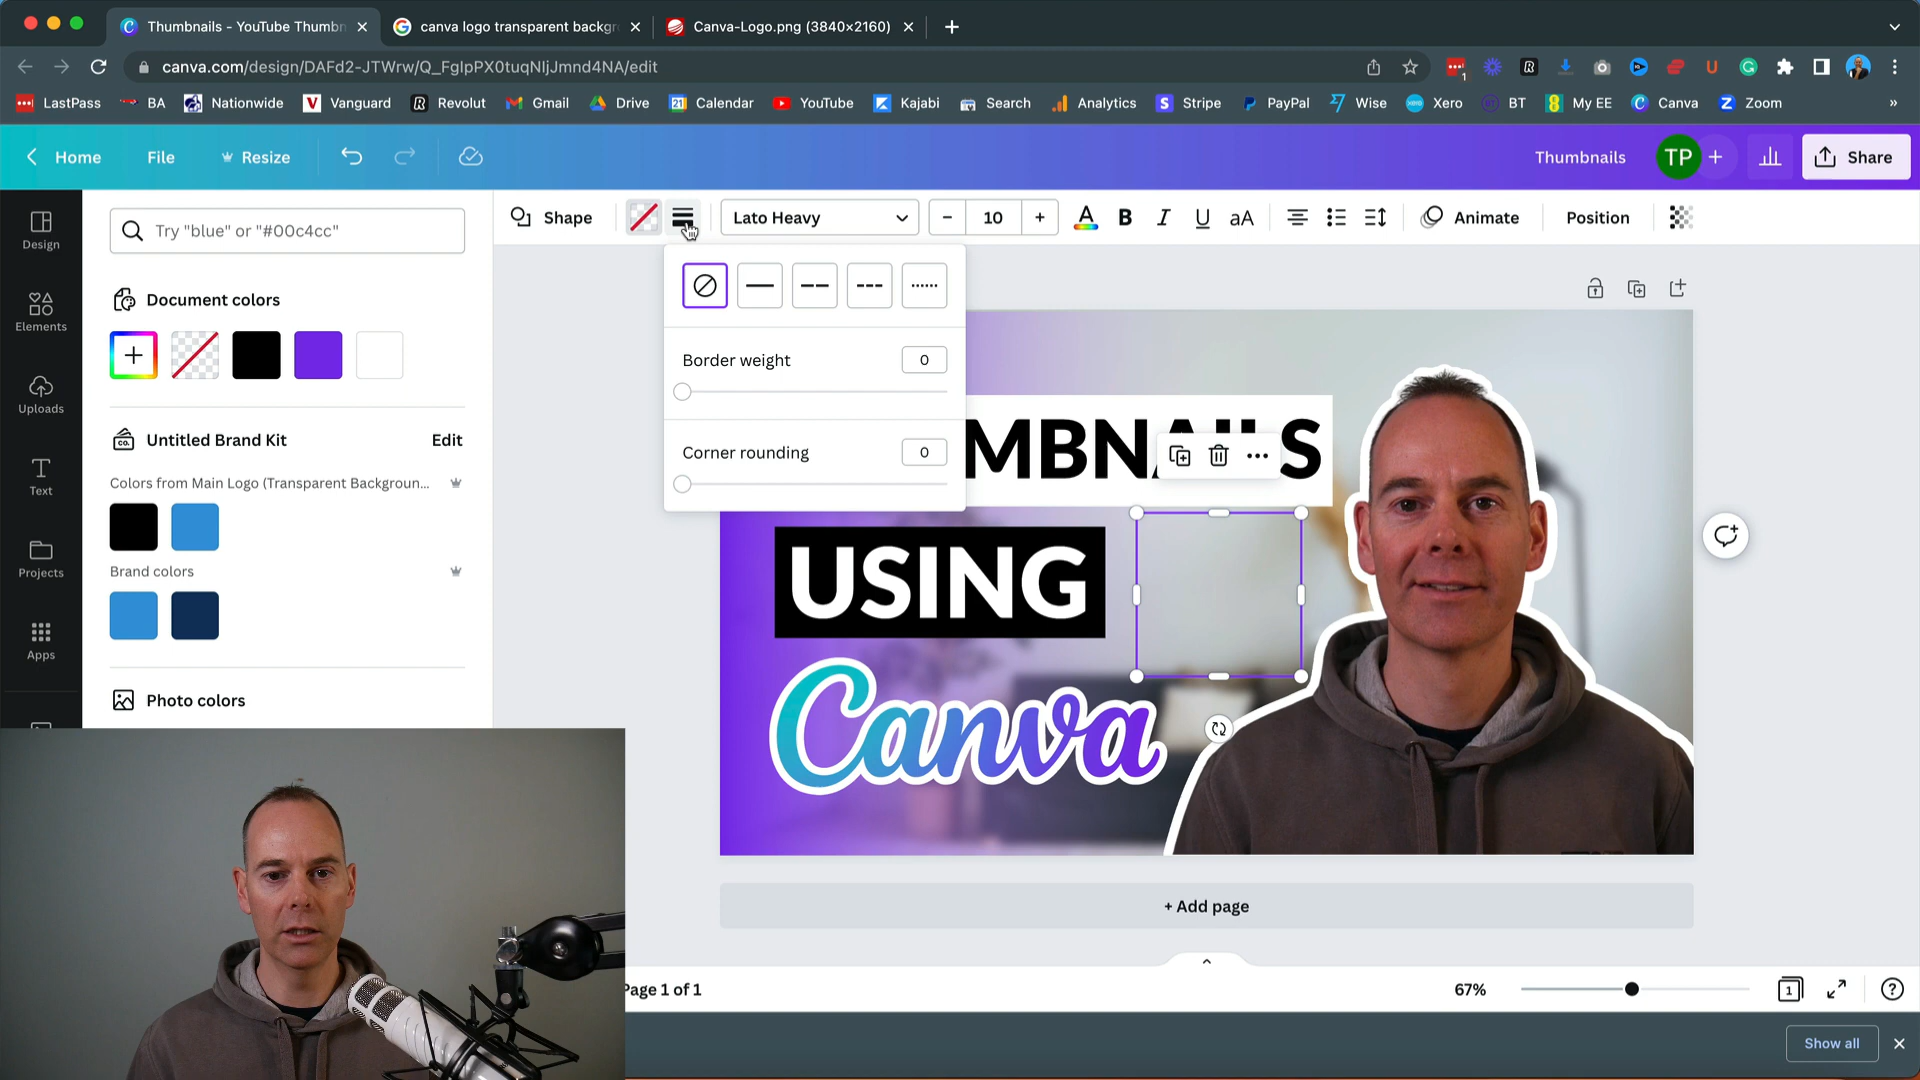 Thumbnails - YouTube Thumbn
canva logo transparent backgr
Canva-Logo.png (3840×2160)
canva.com/design/DAFd2-JTWrw/Q_FgIpPX0tuqNIjJmnd4NA/edit
1
LastPass
BA
Nationwide
Vanguard
Revolut
Gmail
Drive
Calendar
YouTube
Kajabi
Search
Analytics
Stripe
PayPal
Wise
Xero
BT
My EE
Canva
Zoom
Home
File
Resize
Thumbnails
TP
Share
Design
Elements
Uploads
Text
Projects
Apps
Try "blue" or "#00c4cc"
Document colors
Untitled Brand Kit
Edit
Colors from Main Logo (Transparent Backgroun...
Brand colors
Photo colors
Shape
Lato Heavy
10
B
I
U
aA
Animate
Position
Border weight
0
Corner rounding
0
MBNAILS
USING
Canva
+ Add page
Page 1 of 1
67%
1
Show all